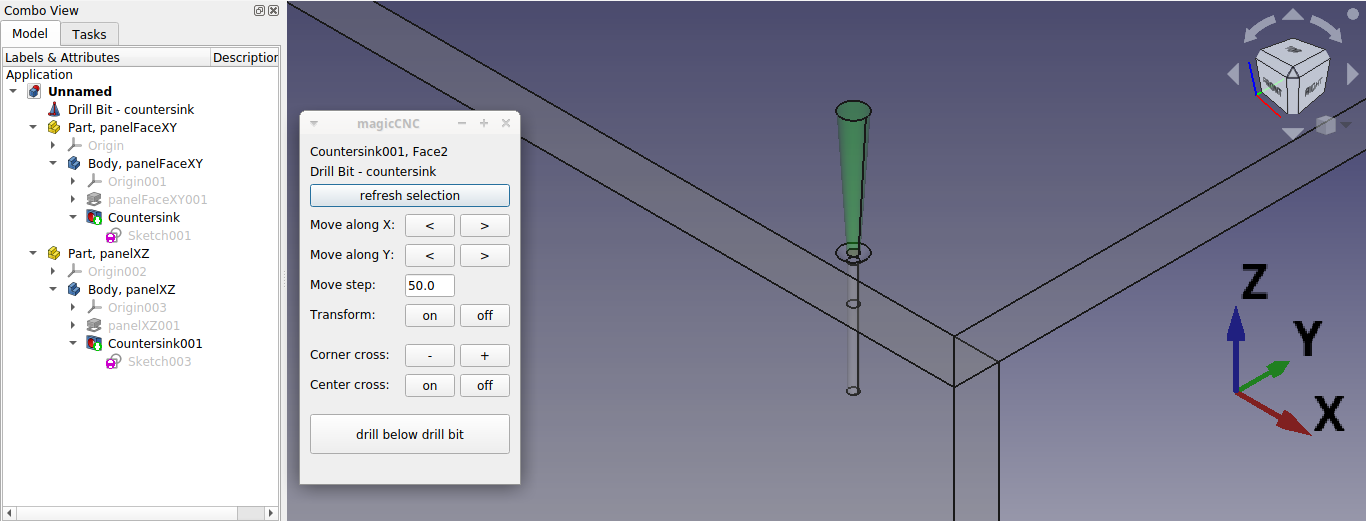 Combo View
Model Tasks
Labels & Attributes Description
Application
Unnamed
Drill Bit - countersink
Part, panelFaceXY
Origin
Body, panelFaceXY
Origin001
panelFaceXY001
Countersink
Sketch001
Part, panelXZ
Origin002
Body, panelXZ
Origin003
panelXZ001
Countersink001
Sketch003
magicCNC
Countersink001, Face2
Drill Bit - countersink
refresh selection
Move along X: < >
Move along Y: < >
Move step: 50.0
Transform: on off
Corner cross: - +
Center cross: on off
drill below drill bit
RIGHT
Z
Y
X